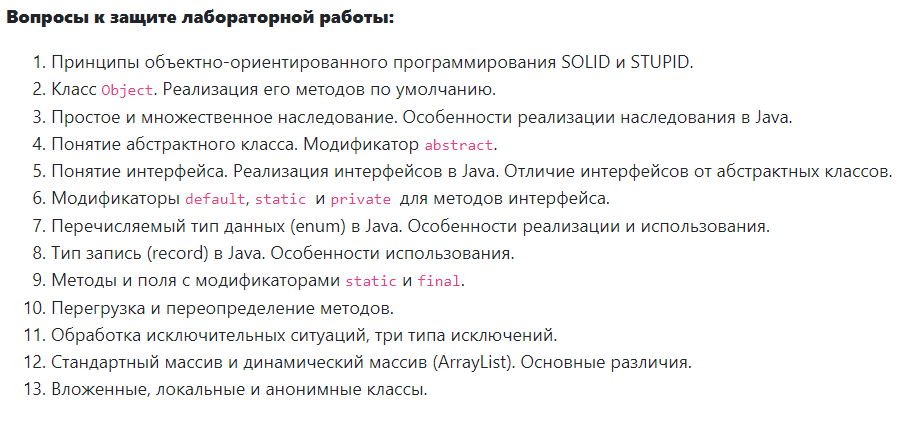 Вопросы к защите лабораторной работы:
1. Принципы объектно-ориентированного программирования SOLID и STUPID.
2. Класс Object. Реализация его методов по умолчанию.
3. Простое и множественное наследование. Особенности реализации наследования в Java.
4. Понятие абстрактного класса. Модификатор abstract.
5. Понятие интерфейса. Реализация интерфейсов в Java. Отличие интерфейсов от абстрактных классов.
6. Модификаторы default, static и private для методов интерфейса.
7. Перечисляемый тип данных (enum) в Java. Особенности реализации и использования.
8. Тип запись (record) в Java. Особенности использования.
9. Методы и поля с модификаторами static и final.
10. Перегрузка и переопределение методов.
11. Обработка исключительных ситуаций, три типа исключений.
12. Стандартный массив и динамический массив (ArrayList). Основные различия.
13. Вложенные, локальные и анонимные классы.